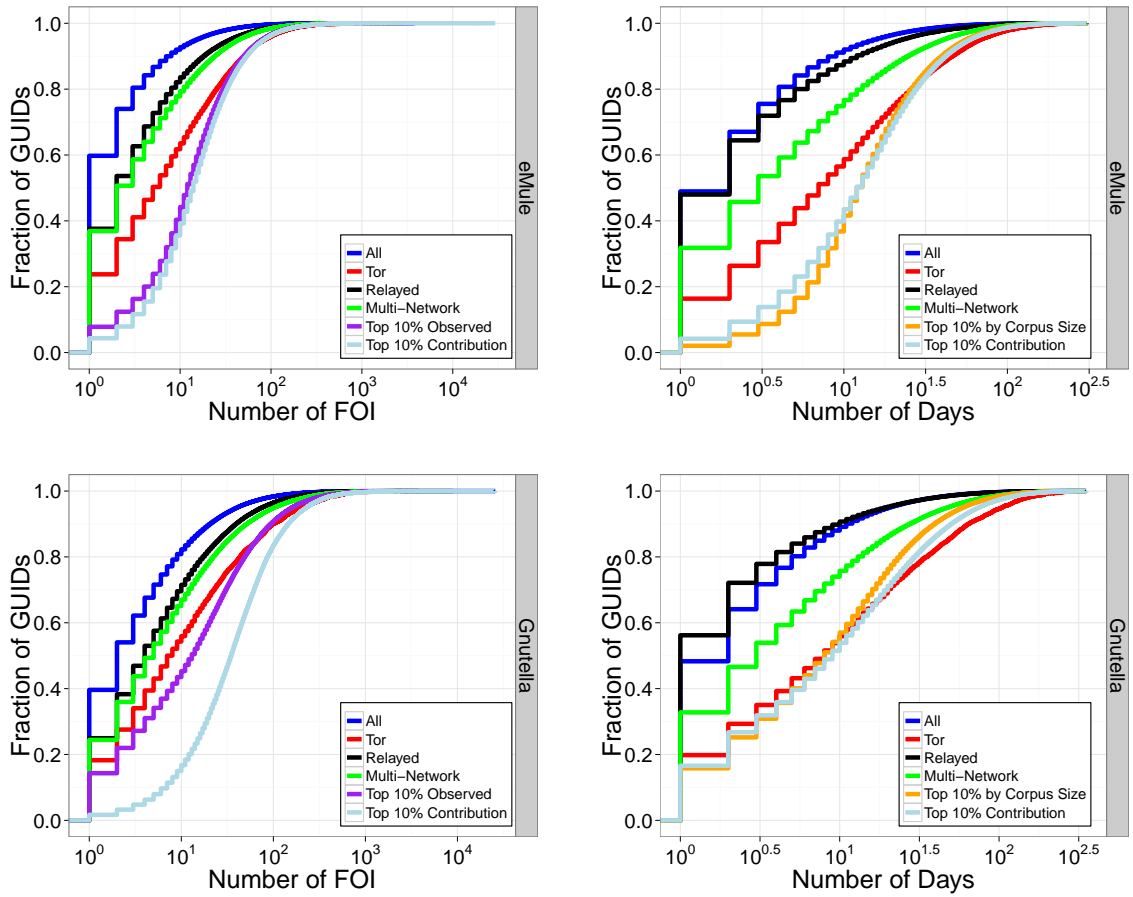 1.0
0.8
0.6
0.4
0.2
0.0
Fraction of GUIDs
10^0 10^1 10^2 10^3 10^4
Number of FOI
eMule
All
Tor
Relayed
Multi−Network
Top 10% Observed
Top 10% Contribution
1.0
0.8
0.6
0.4
0.2
0.0
Fraction of GUIDs
10^0 10^0.5 10^1 10^1.5 10^2 10^2.5
Number of Days
eMule
All
Tor
Relayed
Multi−Network
Top 10% by Corpus Size
Top 10% Contribution
1.0
0.8
0.6
0.4
0.2
0.0
Fraction of GUIDs
10^0 10^1 10^2 10^3 10^4
Number of FOI
Gnutella
All
Tor
Relayed
Multi−Network
Top 10% Observed
Top 10% Contribution
1.0
0.8
0.6
0.4
0.2
0.0
Fraction of GUIDs
10^0 10^0.5 10^1 10^1.5 10^2 10^2.5
Number of Days
Gnutella
All
Tor
Relayed
Multi−Network
Top 10% by Corpus Size
Top 10% Contribution